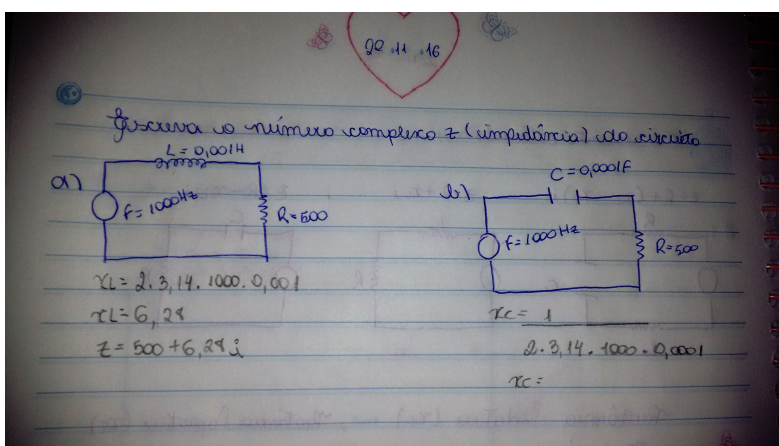 20.11.16
Escreva o número complexo z (impedância) do circuito
a)
L = 0,001H
f = 1000Hz
R = 500
xL = 2.3,14.1000.0,001
xL = 6,28
z = 500 + 6,28 i
b)
C = 0,0001F
f = 1000Hz
R = 500
xc = 1
2.3,14.1000.0,0001
xc =